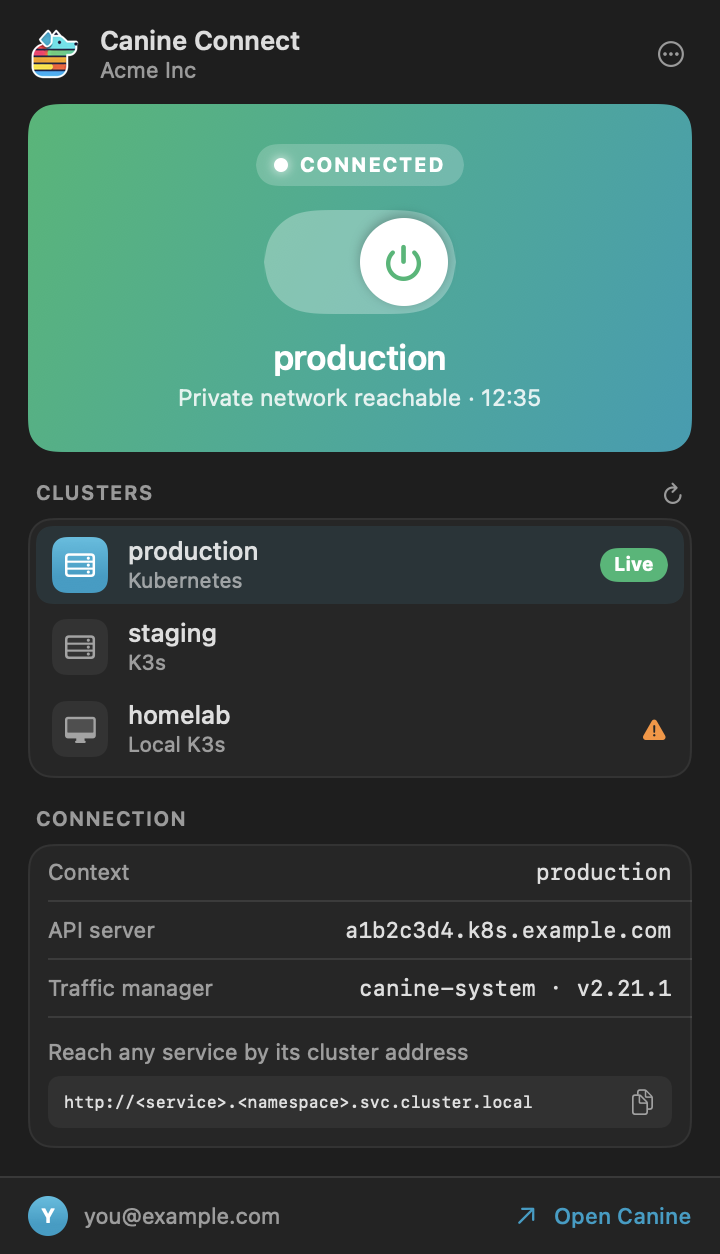 Canine Connect
Acme Inc
CONNECTED
production
Private network reachable · 12:35
CLUSTERS
production
Kubernetes
Live
staging
K3s
homelab
Local K3s
CONNECTION
Context production
API server a1b2c3d4.k8s.example.com
Traffic manager canine-system · v2.21.1
Reach any service by its cluster address
http://<service>.<namespace>.svc.cluster.local
Y you@example.com Open Canine